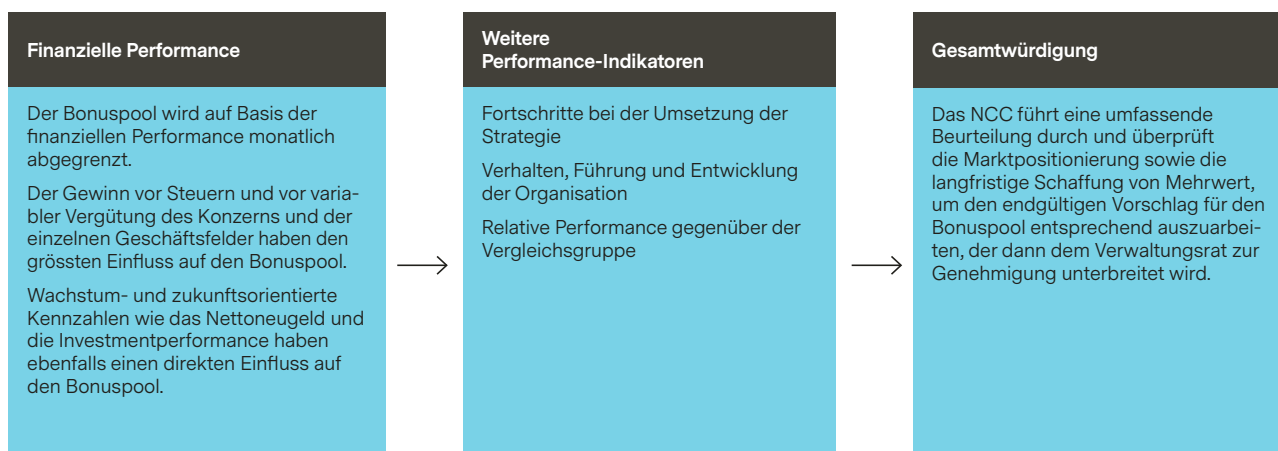 Finanzielle Performance
Der Bonuspool wird auf Basis der
finanziellen Performance monatlich
abgegrenzt.
Der Gewinn vor Steuern und vor varia-
bler Vergütung des Konzerns und der
einzelnen Geschäftsfelder haben den
grössten Einfluss auf den Bonuspool.
Wachstum- und zukunftsorientierte
Kennzahlen wie das Nettoneugeld und
die Investmentperformance haben
ebenfalls einen direkten Einfluss auf
den Bonuspool.
Weitere
Performance-Indikatoren
Fortschritte bei der Umsetzung der
Strategie
Verhalten, Führung und Entwicklung
der Organisation
Relative Performance gegenüber der
Vergleichsgruppe
Gesamtwürdigung
Das NCC führt eine umfassende
Beurteilung durch und überprüft
die Marktpositionierung sowie die
langfristige Schaffung von Mehrwert,
um den endgültigen Vorschlag für den
Bonuspool entsprechend auszuarbei-
ten, der dann dem Verwaltungsrat zur
Genehmigung unterbreitet wird.